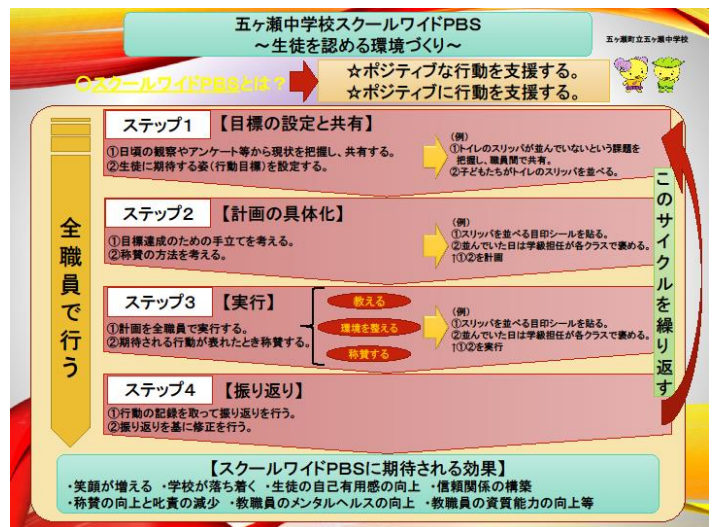 五ヶ瀬中学校スクールワイドPBS
～生徒を認める環境づくり～
五ヶ瀬町立五ヶ瀬中学校
○スクールワイドPBSとは？
☆ポジティブな行動を支援する。
☆ポジティブに行動を支援する。
全職員で行う
ステップ１ 【目標の設定と共有】
①日頃の観察やアンケート等から現状を把握し、共有する。
②生徒に期待する姿（行動目標）を設定する。
（例）
①トイレのスリッパが並んでいないという課題を
把握し、職員間で共有。
②子どもたちがトイレのスリッパを並べる。
ステップ２ 【計画の具体化】
①目標達成のための手立てを考える。
②称賛の方法を考える。
（例）
①スリッパを並べる目印シールを貼る。
②並んでいた日は学級担任が各クラスで褒める。
↑①②を計画
ステップ３ 【実行】
①計画を全職員で実行する。
②期待される行動が表れたとき称賛する。
教える
環境を整える
称賛する
（例）
①スリッパを並べる目印シールを貼る。
②並んでいた日は学級担任が各クラスで褒める。
↑①②を実行
ステップ４ 【振り返り】
①行動の記録を取って振り返りを行う。
②振り返りを基に修正を行う。
このサイクルを繰り返す
【スクールワイドPBSに期待される効果】
・笑顔が増える ・学校が落ち着く ・生徒の自己有用感の向上 ・信頼関係の構築
・称賛の向上と叱責の減少 ・教職員のメンタルヘルスの向上 ・教職員の資質能力の向上等